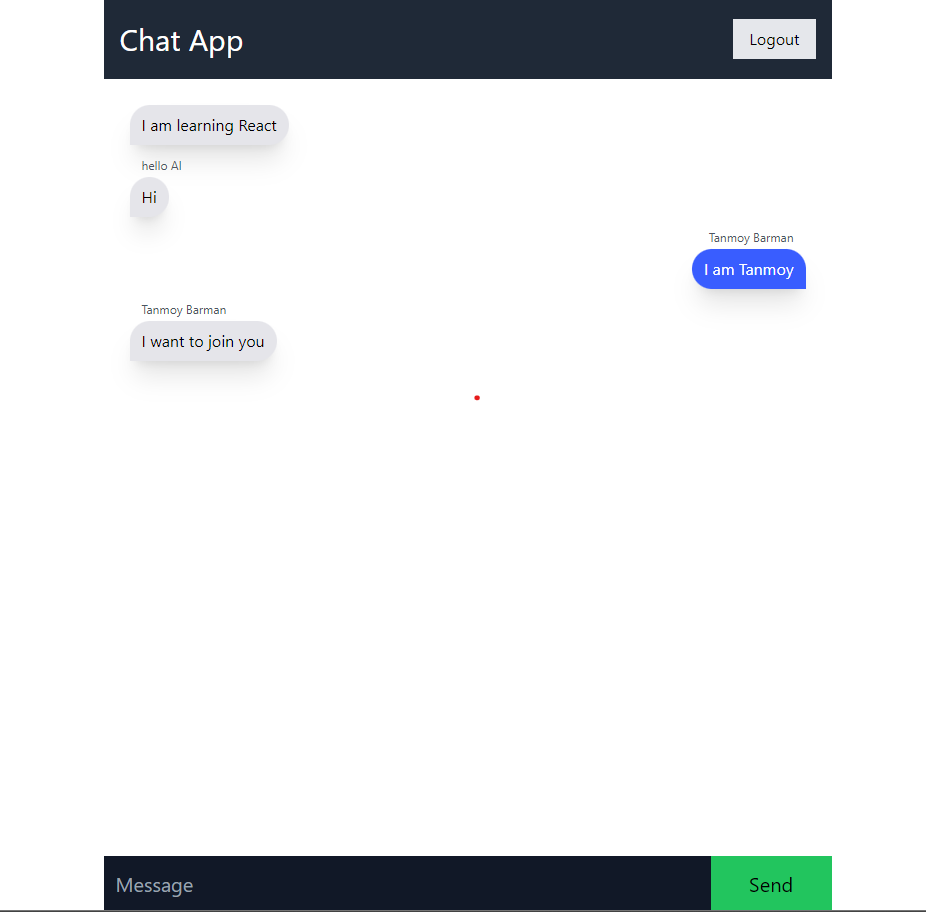 Chat App
Logout
I am learning React
hello AI
Hi
Tanmoy Barman
I am Tanmoy
Tanmoy Barman
I want to join you
Message
Send